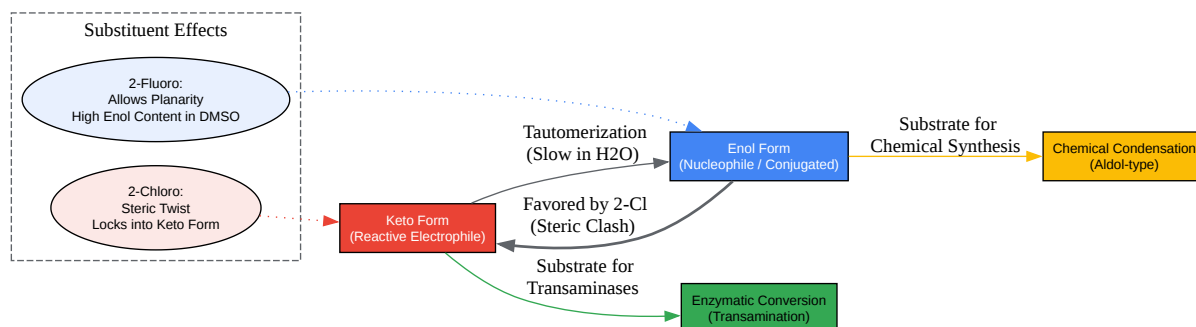 Substituent Effects
2-Fluoro:
Allows Planarity
High Enol Content in DMSO
2-Chloro:
Steric Twist
Locks into Keto Form
Tautomerization
(Slow in H2O)
Enol Form
(Nucleophile / Conjugated)
Substrate for
Chemical Synthesis
Chemical Condensation
(Aldol-type)
Keto Form
(Reactive Electrophile)
Favored by 2-Cl
(Steric Clash)
Substrate for
Transaminases
Enzymatic Conversion
(Transamination)